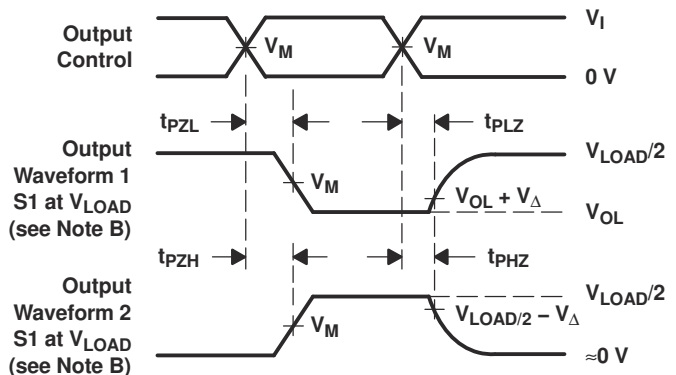 Output
Control
V_M
V_M
V_I
0 V
t_PZL
t_PLZ
Output
Waveform 1
S1 at V_LOAD
(see Note B)
V_M
V_OL + V_Δ
V_LOAD/2
V_OL
t_PZH
t_PHZ
Output
Waveform 2
S1 at V_LOAD
(see Note B)
V_M
V_LOAD/2 – V_Δ
V_LOAD/2
≈0 V